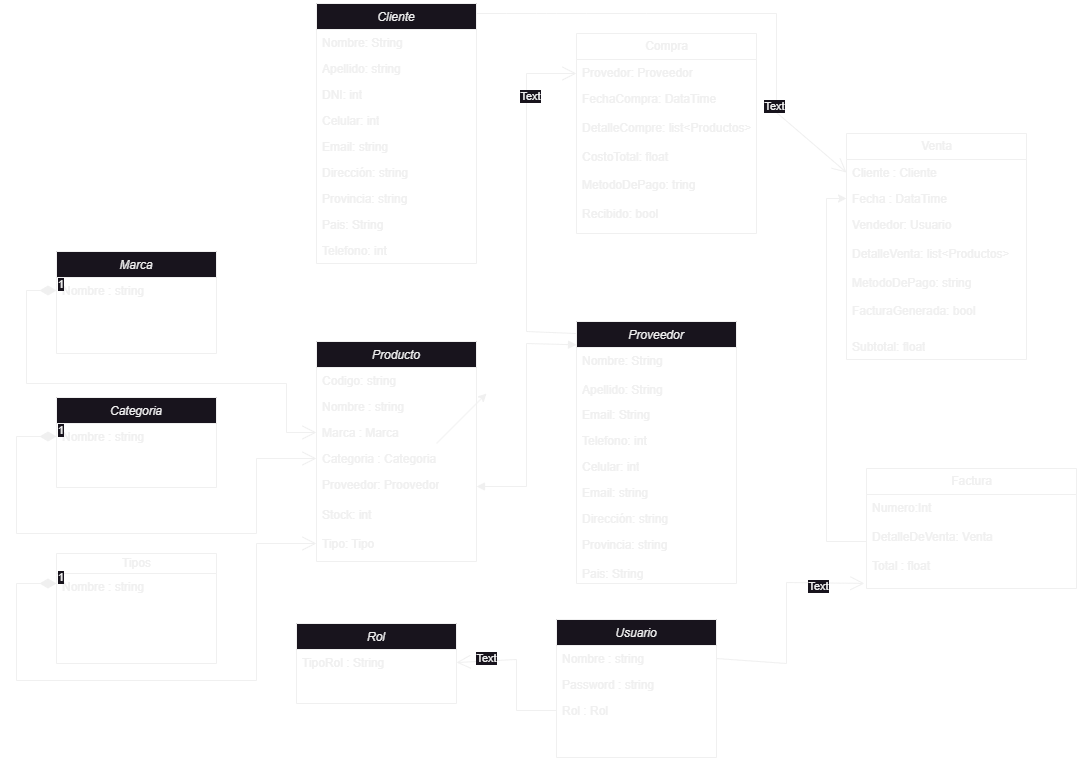 Cliente
Nombre: String
Apellido: string
DNI: int
Celular: int
Email: string
Dirección: string
Provincia: string
Pais: String
Telefono: int
Compra
Provedor: Proveedor
FechaCompra: DataTime
DetalleCompre: list<Productos>
CostoTotal: float
MetodoDePago: tring
Recibido: bool
Text
Text
Venta
Cliente : Cliente
Fecha : DataTime
Vendedor: Usuario
DetalleVenta: list<Productos>
MetodoDePago: string
FacturaGenerada: bool
Subtotal: float
Marca
1
Nombre : string
Categoria
1
Nombre : string
Tipos
1
Nombre : string
Producto
Codigo: string
Nombre : string
Marca : Marca
Categoria : Categoria
Proveedor: Proovedor
Stock: int
Tipo: Tipo
Proveedor
Nombre: String
Apellido: String
Email: String
Telefono: int
Celular: int
Email: string
Dirección: string
Provincia: string
Pais: String
Factura
Numero:int
DetalleDeVenta: Venta
Total : float
Text
Rol
TipoRol : String
Text
Usuario
Nombre : string
Password : string
Rol : Rol